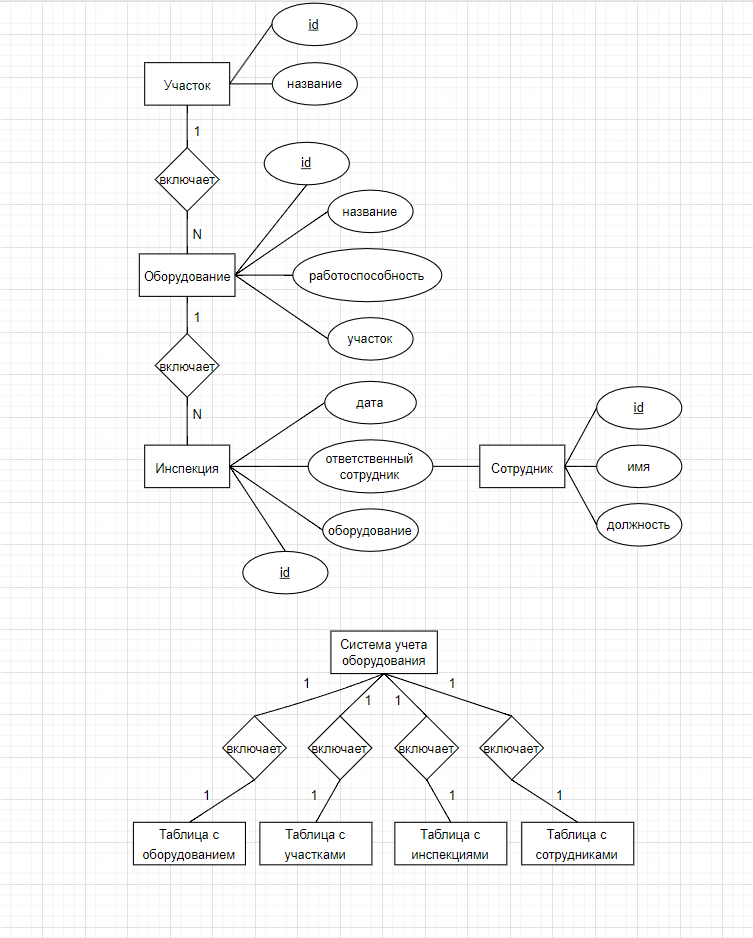 id
Участок
название
1
включает
id
N
название
Оборудование
работоспособность
1
участок
включает
дата
N
id
ответственный
сотрудник
Инспекция
Сотрудник
имя
оборудование
должность
id
Система учета
оборудования
1
1
1
1
включает
включает
включает
включает
1
1
1
1
Таблица с
оборудованием
Таблица с
участками
Таблица с
инспекциями
Таблица с
сотрудниками